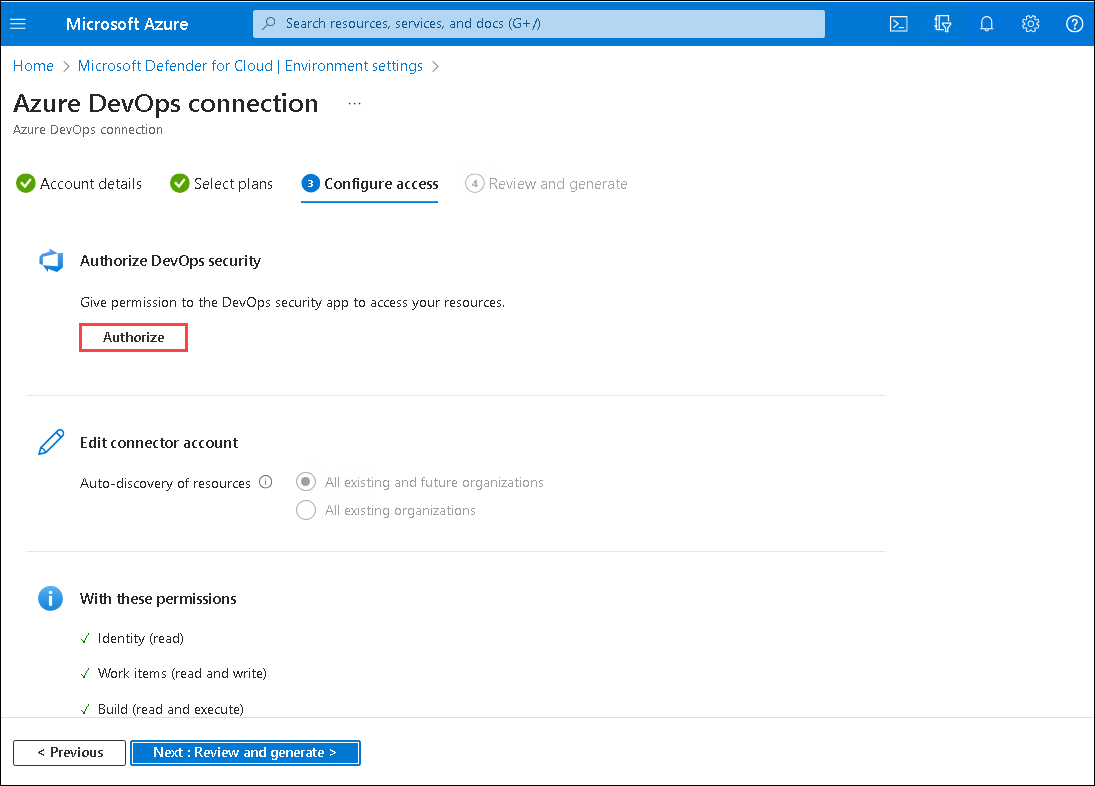 Microsoft Azure
Search resources, services, and docs (G+/)
Home > Microsoft Defender for Cloud | Environment settings >
Azure DevOps connection ...
Azure DevOps connection
Account details
Select plans
3 Configure access
4 Review and generate
Authorize DevOps security
Give permission to the DevOps security app to access your resources.
Authorize
Edit connector account
Auto-discovery of resources
All existing and future organizations
All existing organizations
With these permissions
✓ Identity (read)
✓ Work items (read and write)
✓ Build (read and execute)
< Previous
Next : Review and generate >